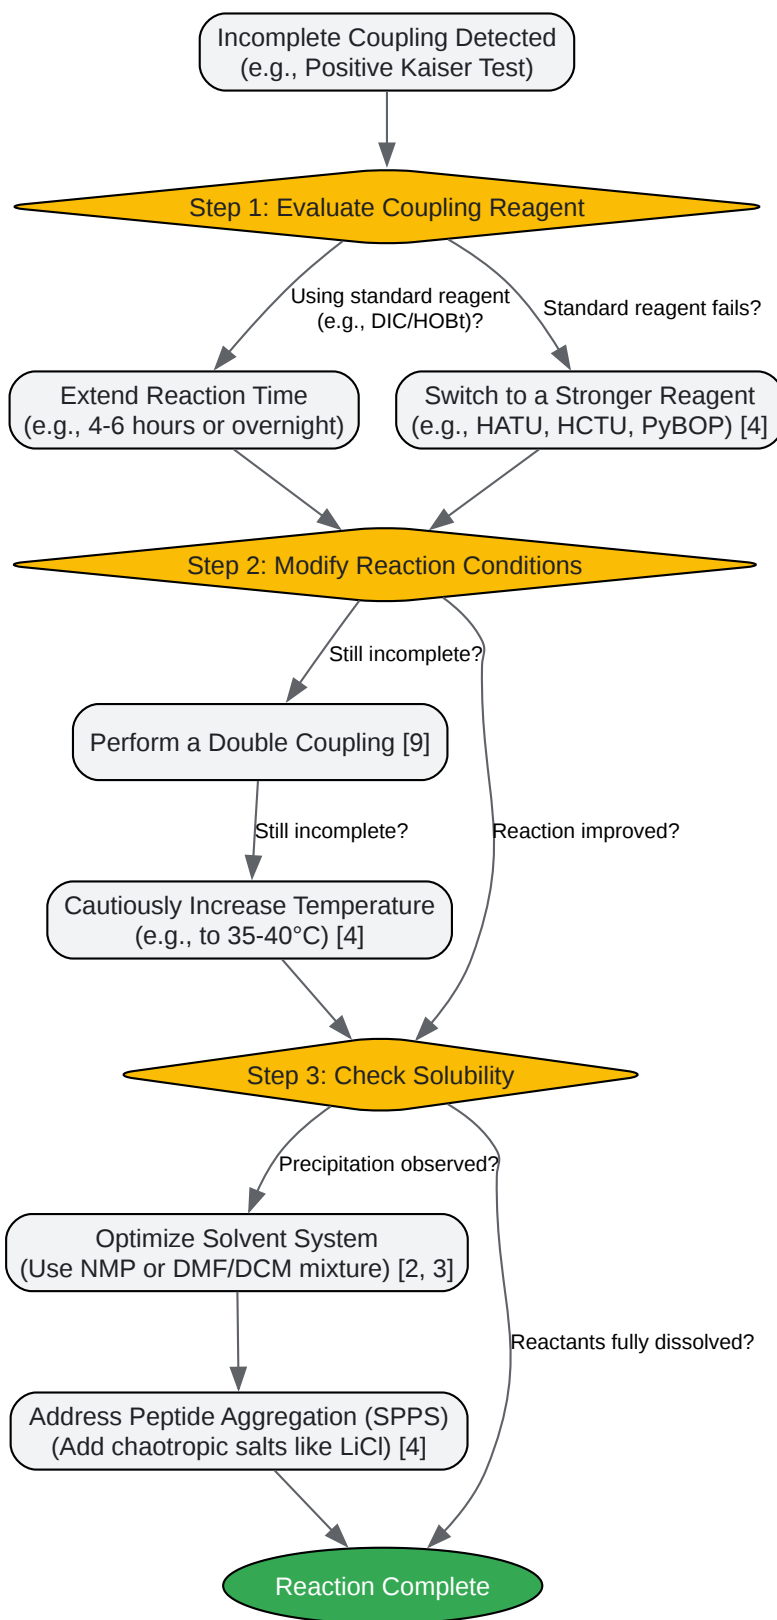 Incomplete Coupling Detected
(e.g., Positive Kaiser Test)
Step 1: Evaluate Coupling Reagent
Using standard reagent
(e.g., DIC/HOBt)?
Standard reagent fails?
Extend Reaction Time
(e.g., 4-6 hours or overnight)
Switch to a Stronger Reagent
(e.g., HATU, HCTU, PyBOP) [4]
Step 2: Modify Reaction Conditions
Still incomplete?
Perform a Double Coupling [9]
Still incomplete?
Reaction improved?
Cautiously Increase Temperature
(e.g., to 35-40°C) [4]
Step 3: Check Solubility
Precipitation observed?
Optimize Solvent System
(Use NMP or DMF/DCM mixture) [2, 3]
Reactants fully dissolved?
Address Peptide Aggregation (SPPS)
(Add chaotropic salts like LiCl) [4]
Reaction Complete